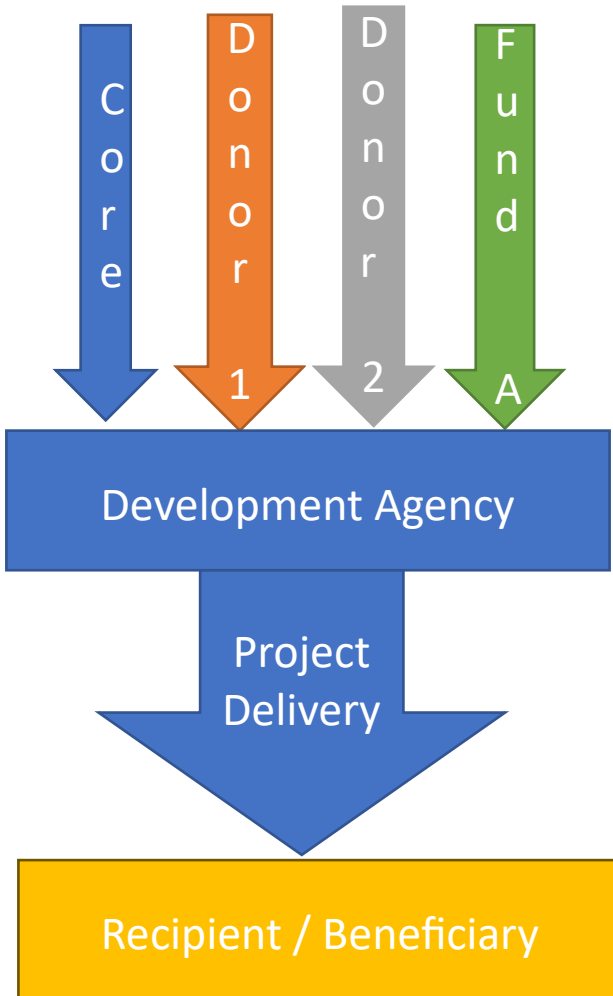 Core
Donor 1
Donor 2
Fund A
Development Agency
Project
Delivery
Recipient / Beneficiary